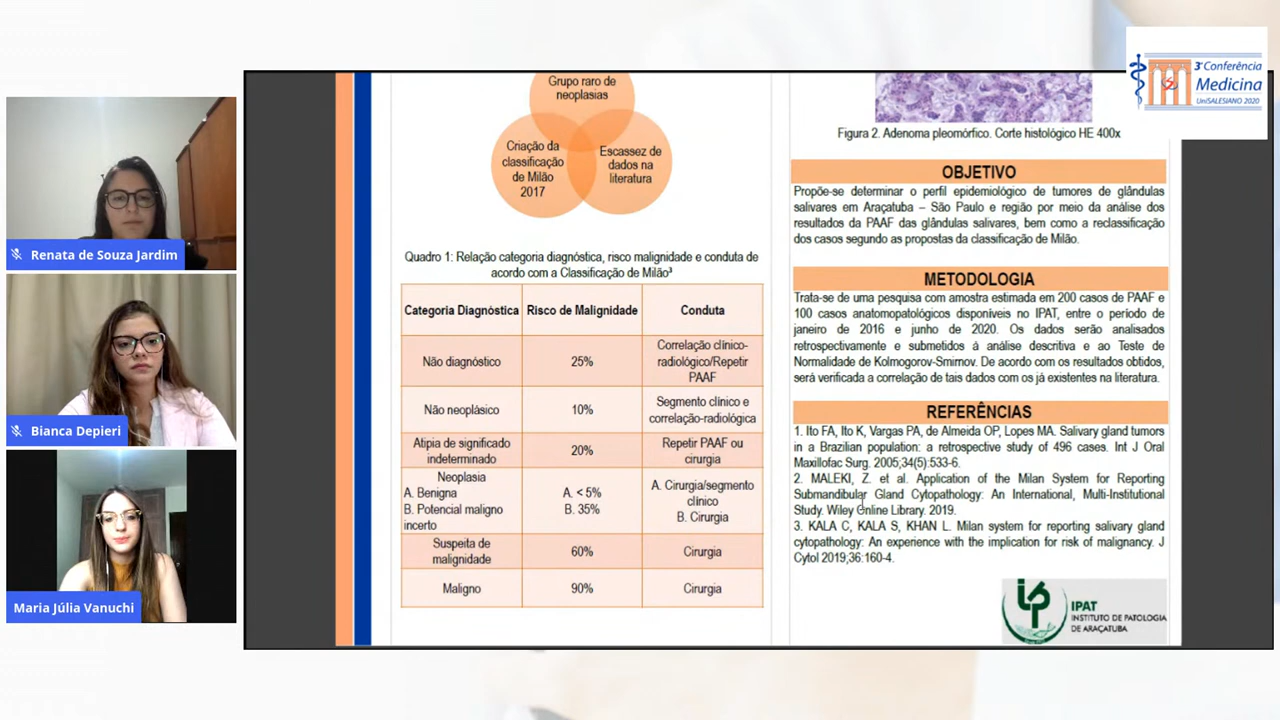 3ª Conferência
Medicina
UniSALESIANO 2020
Renata de Souza Jardim
Bianca Depieri
Maria Júlia Vanuchi
Grupo raro de
neoplasias
Criação da
classificação
de Milão
2017
Escassez de
dados na
literatura
Quadro 1: Relação categoria diagnóstica, risco malignidade e conduta de
acordo com a Classificação de Milão³
Categoria Diagnóstica Risco de Malignidade Conduta
Não diagnóstico 25% Correlação clínico-
radiológico/Repetir
PAAF
Não neoplásico 10% Segmento clínico e
correlação-radiológica
Atipia de significado
indeterminado 20% Repetir PAAF ou
cirurgia
Neoplasia
A. Benigna
B. Potencial maligno
incerto
A. < 5%
B. 35%
A. Cirurgia/segmento
clínico
B. Cirurgia
Suspeita de
malignidade 60% Cirurgia
Maligno 90% Cirurgia
Figura 2. Adenoma pleomórfico. Corte histológico HE 400x
OBJETIVO
Propõe-se determinar o perfil epidemiológico de tumores de glândulas
salivares em Araçatuba – São Paulo e região por meio da análise dos
resultados da PAAF das glândulas salivares, bem como a reclassificação
dos casos segundo as propostas da classificação de Milão.
METODOLOGIA
Trata-se de uma pesquisa com amostra estimada em 200 casos de PAAF e
100 casos anatomopatológicos disponíveis no IPAT, entre o período de
janeiro de 2016 e junho de 2020. Os dados serão analisados
retrospectivamente e submetidos à análise descritiva e ao Teste de
Normalidade de Kolmogorov-Smirnov. De acordo com os resultados obtidos,
será verificada a correlação de tais dados com os já existentes na literatura.
REFERÊNCIAS
1. Ito FA, Ito K, Vargas PA, de Almeida OP, Lopes MA. Salivary gland tumors
in a Brazilian population: a retrospective study of 496 cases. Int J Oral
Maxillofac Surg. 2005;34(5):533-6.
2. MALEKI, Z. et al. Application of the Milan System for Reporting
Submandibular Gland Cytopathology: An International, Multi-Institutional
Study. Wiley Online Library. 2019.
3. KALA C, KALA S, KHAN L. Milan system for reporting salivary gland
cytopathology: An experience with the implication for risk of malignancy. J
Cytol 2019;36:160-4.
IPAT
INSTITUTO DE PATOLOGIA
DE ARAÇATUBA